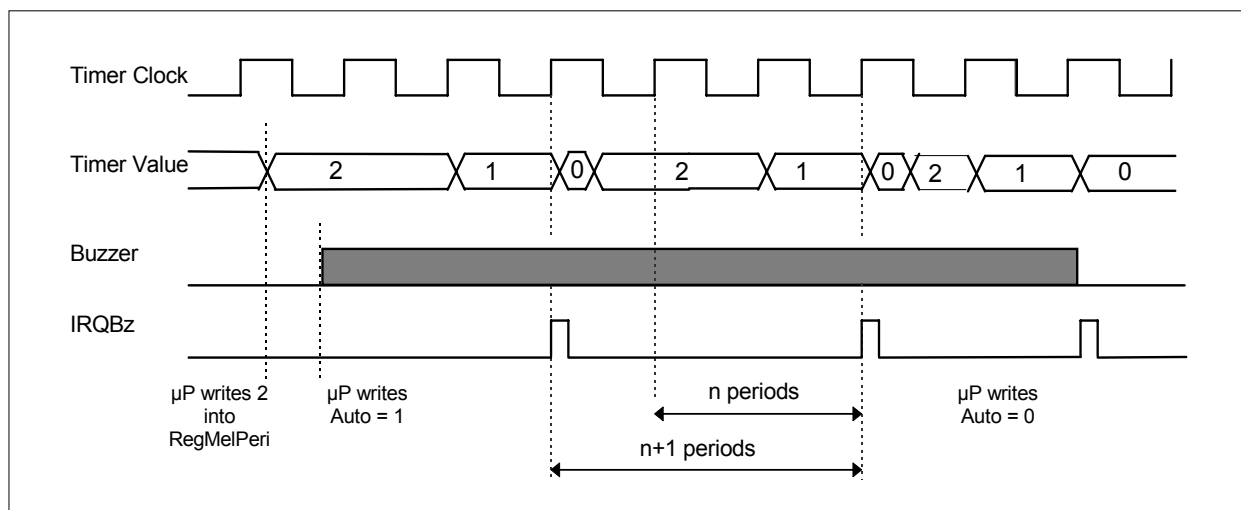 Timer Clock
Timer Value
2
1
0
2
1
0
2
1
0
Buzzer
IRQBz
µP writes 2
into
RegMelPeri
µP writes
Auto = 1
n periods
n+1 periods
µP writes
Auto = 0